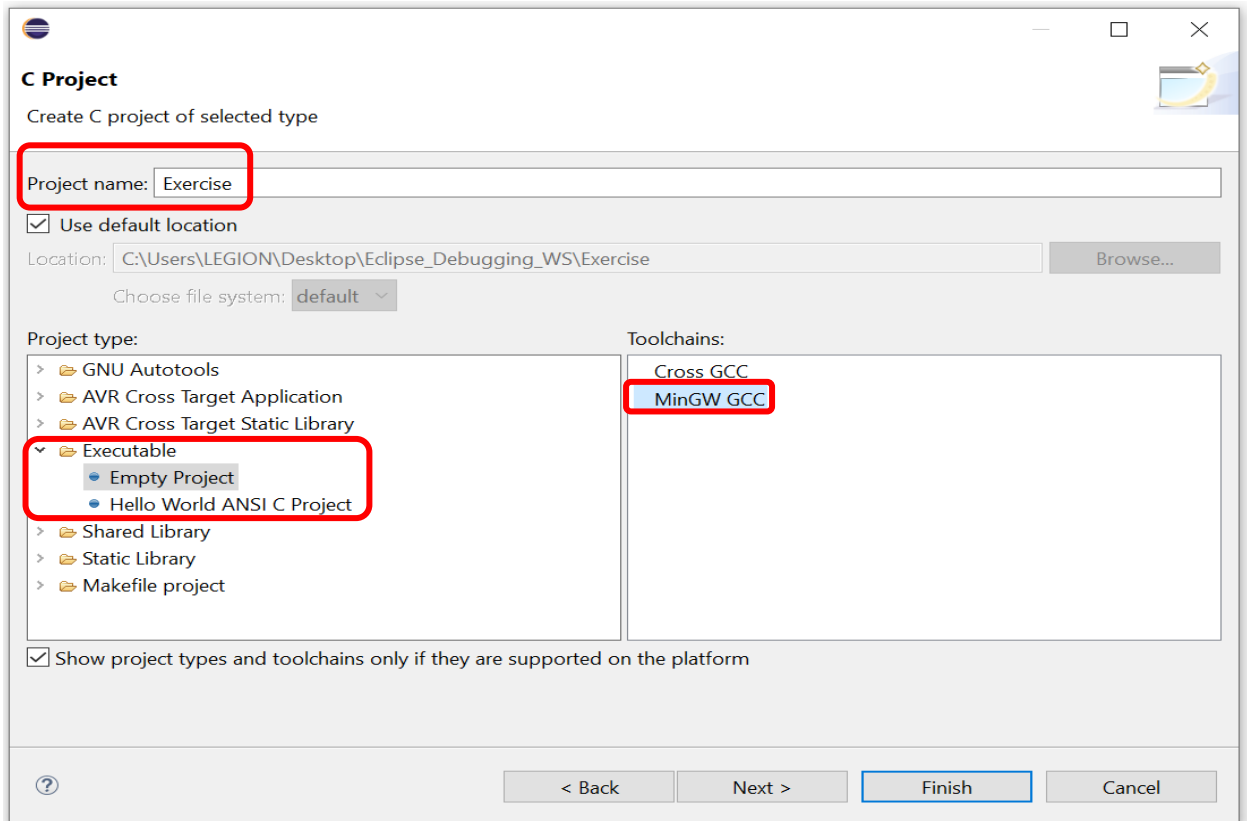 C Project
Create C project of selected type
Project name: Exercise
Use default location
Location: C:\Users\LEGION\Desktop\Eclipse_Debugging_WS\Exercise Browse...
Choose file system: default
Project type: Toolchains:
GNU Autotools Cross GCC
AVR Cross Target Application MinGW GCC
AVR Cross Target Static Library
Executable
Empty Project
Hello World ANSI C Project
Shared Library
Static Library
Makefile project
Show project types and toolchains only if they are supported on the platform
? < Back Next > Finish Cancel